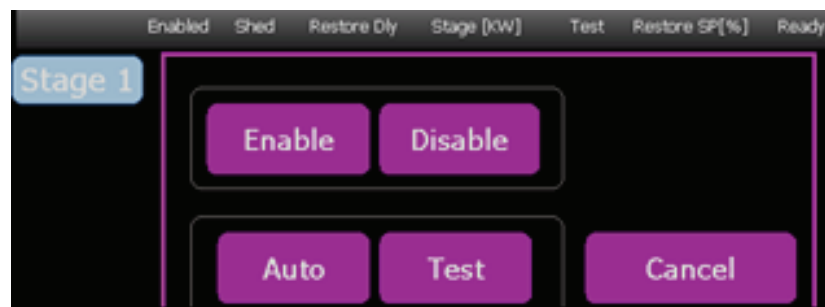 Enabled Shed Restore Dly Stage [KW] Test Restore SP[%] Ready
Stage 1
Enable Disable
Auto Test Cancel